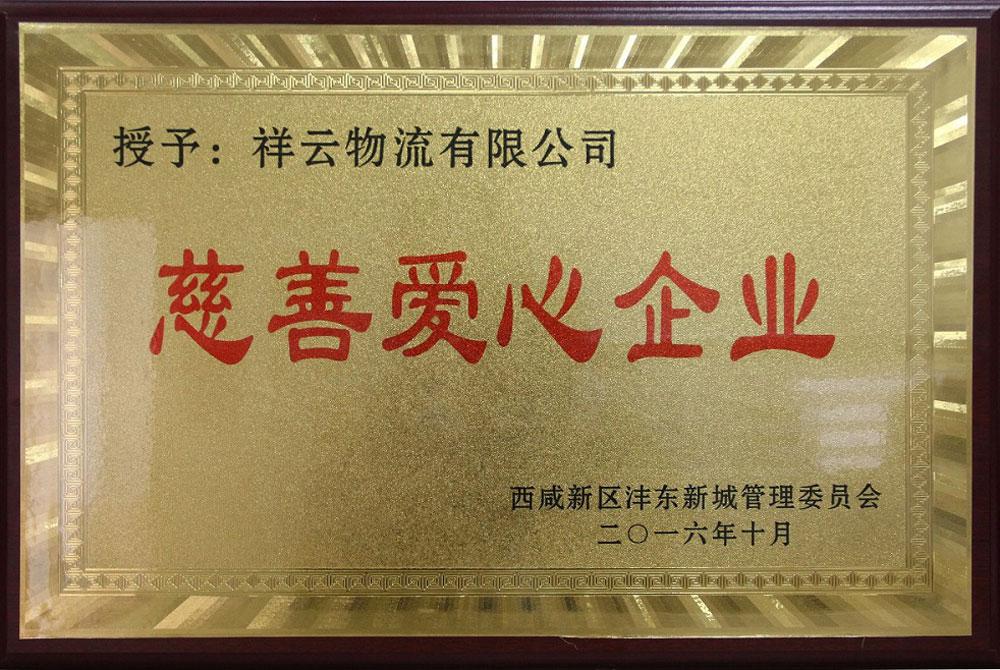 授予：祥云物流有限公司
慈善爱心企业
西咸新区沣东新城管理委员会
二〇一六年十月